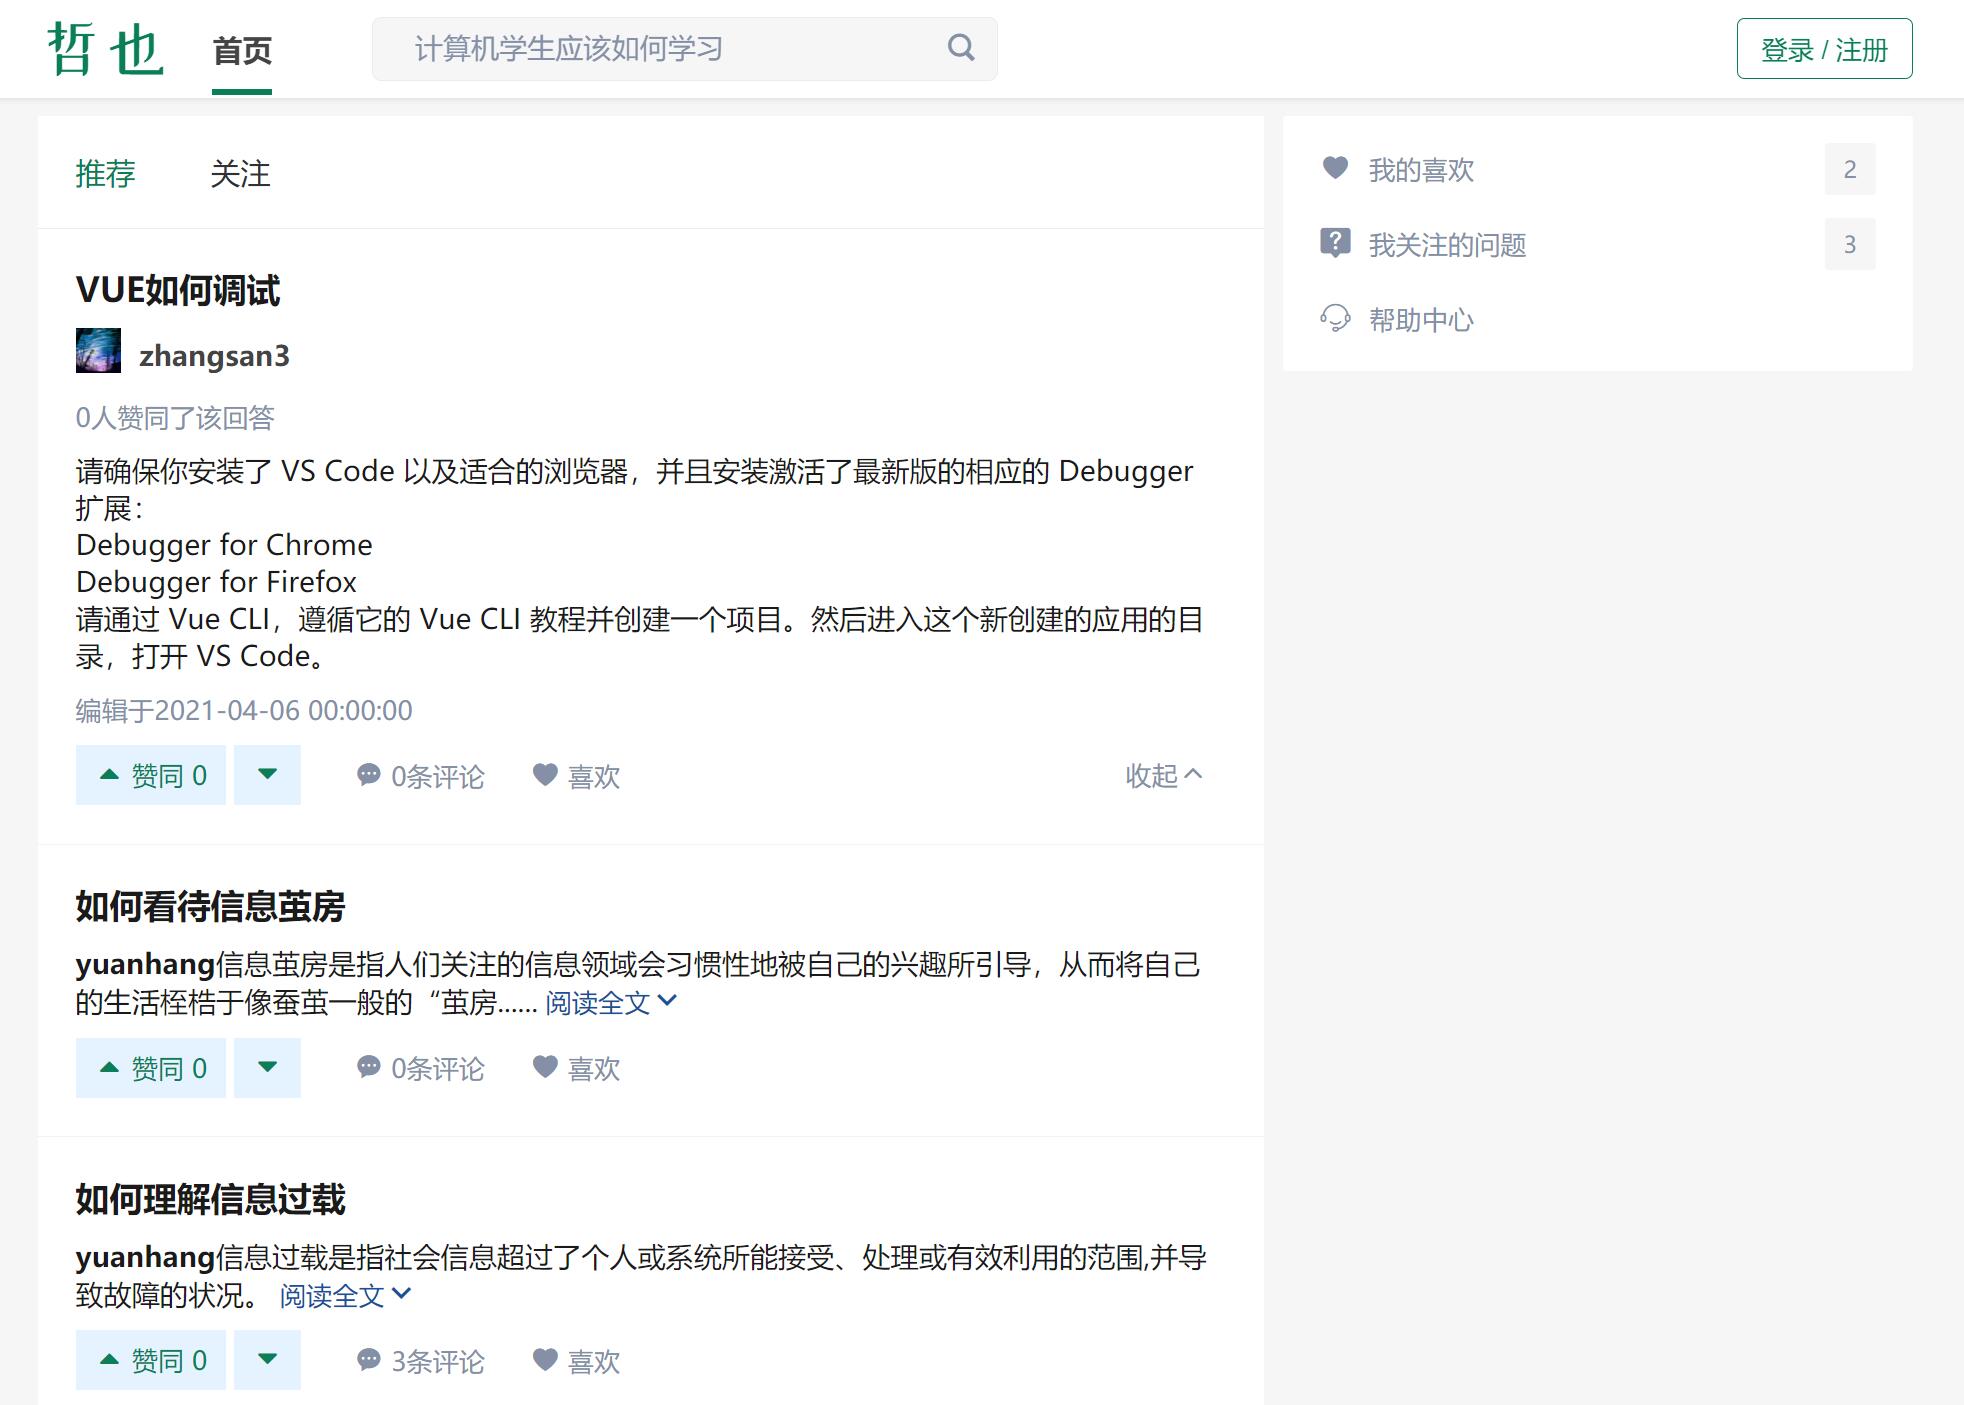 哲也
首页
计算机学生应该如何学习
登录 / 注册
推荐
关注
VUE如何调试
zhangsan3
0人赞同了该回答
请确保你安装了 VS Code 以及适合的浏览器，并且安装激活了最新版的相应的 Debugger
扩展：
Debugger for Chrome
Debugger for Firefox
请通过 Vue CLI，遵循它的 Vue CLI 教程并创建一个项目。然后进入这个新创建的应用的目
录，打开 VS Code。
编辑于2021-04-06 00:00:00
赞同 0
0条评论
喜欢
收起
如何看待信息茧房
yuanhang信息茧房是指人们关注的信息领域会习惯性地被自己的兴趣所引导，从而将自己
的生活桎梏于像蚕茧一般的“茧房...... 阅读全文
赞同 0
0条评论
喜欢
如何理解信息过载
yuanhang信息过载是指社会信息超过了个人或系统所能接受、处理或有效利用的范围,并导
致故障的状况。 阅读全文
赞同 0
3条评论
喜欢
我的喜欢
2
我关注的问题
3
帮助中心